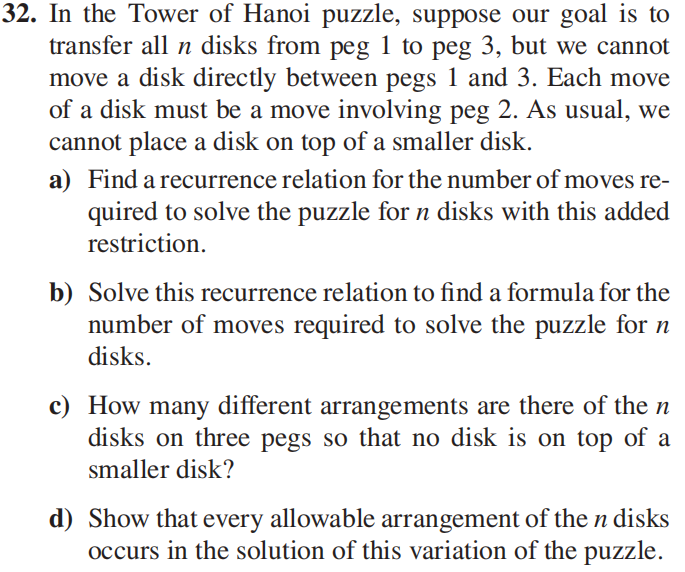 32. In the Tower of Hanoi puzzle, suppose our goal is to
transfer all n disks from peg 1 to peg 3, but we cannot
move a disk directly between pegs 1 and 3. Each move
of a disk must be a move involving peg 2. As usual, we
cannot place a disk on top of a smaller disk.
a) Find a recurrence relation for the number of moves re-
quired to solve the puzzle for n disks with this added
restriction.
b) Solve this recurrence relation to find a formula for the
number of moves required to solve the puzzle for n
disks.
c) How many different arrangements are there of the n
disks on three pegs so that no disk is on top of a
smaller disk?
d) Show that every allowable arrangement of the n disks
occurs in the solution of this variation of the puzzle.